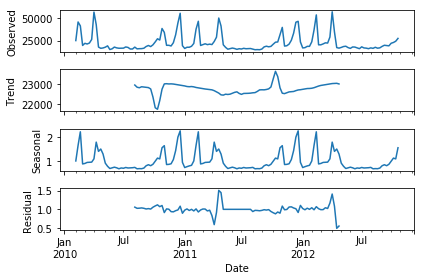 Observed
50000
25000
Trend
23000
22000
Seasonal
2
1
Residual
1.5
1.0
0.5
Jan Jul Jan Jul Jan Jul
2010 2011 2012
Date